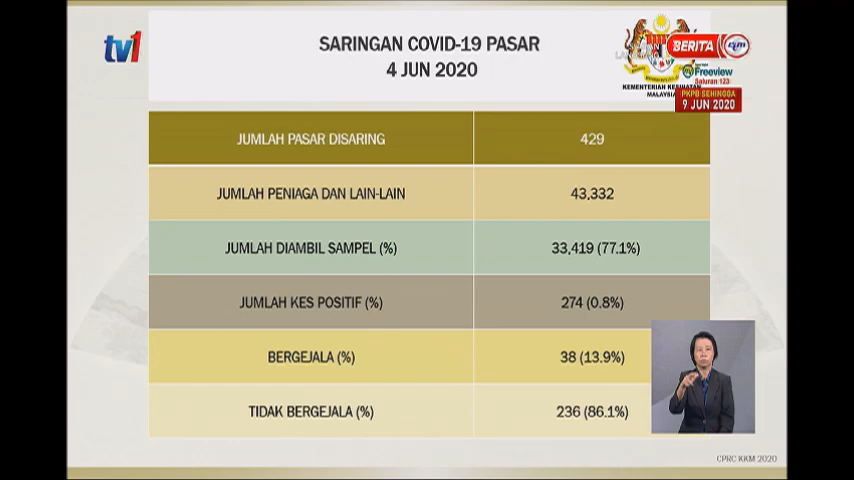 tv1
SARINGAN COVID-19 PASAR
4 JUN 2020
BERITA rtm
Freeview
Saluran 123
KEMENTERIAN KESIHATAN
MALAYSIA
PKPB SEHINGGA
9 JUN 2020
JUMLAH PASAR DISARING 429
JUMLAH PENIAGA DAN LAIN-LAIN 43,332
JUMLAH DIAMBIL SAMPEL (%) 33,419 (77.1%)
JUMLAH KES POSITIF (%) 274 (0.8%)
BERGEJALA (%) 38 (13.9%)
TIDAK BERGEJALA (%) 236 (86.1%)
CPRC KKM 2020